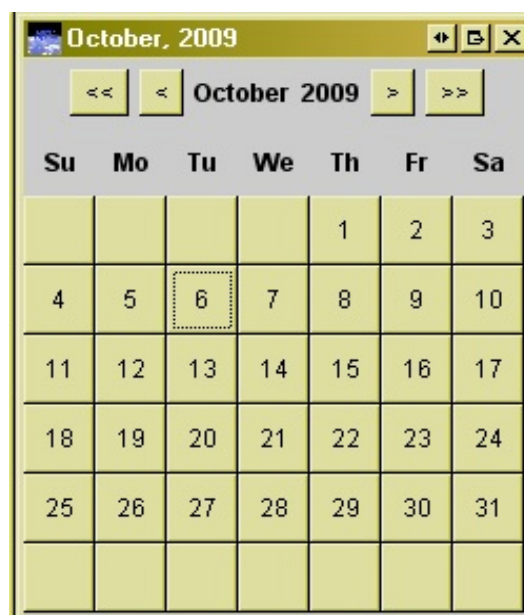 October, 2009
<< < October 2009 > >>
Su Mo Tu We Th Fr Sa
1 2 3
4 5 6 7 8 9 10
11 12 13 14 15 16 17
18 19 20 21 22 23 24
25 26 27 28 29 30 31